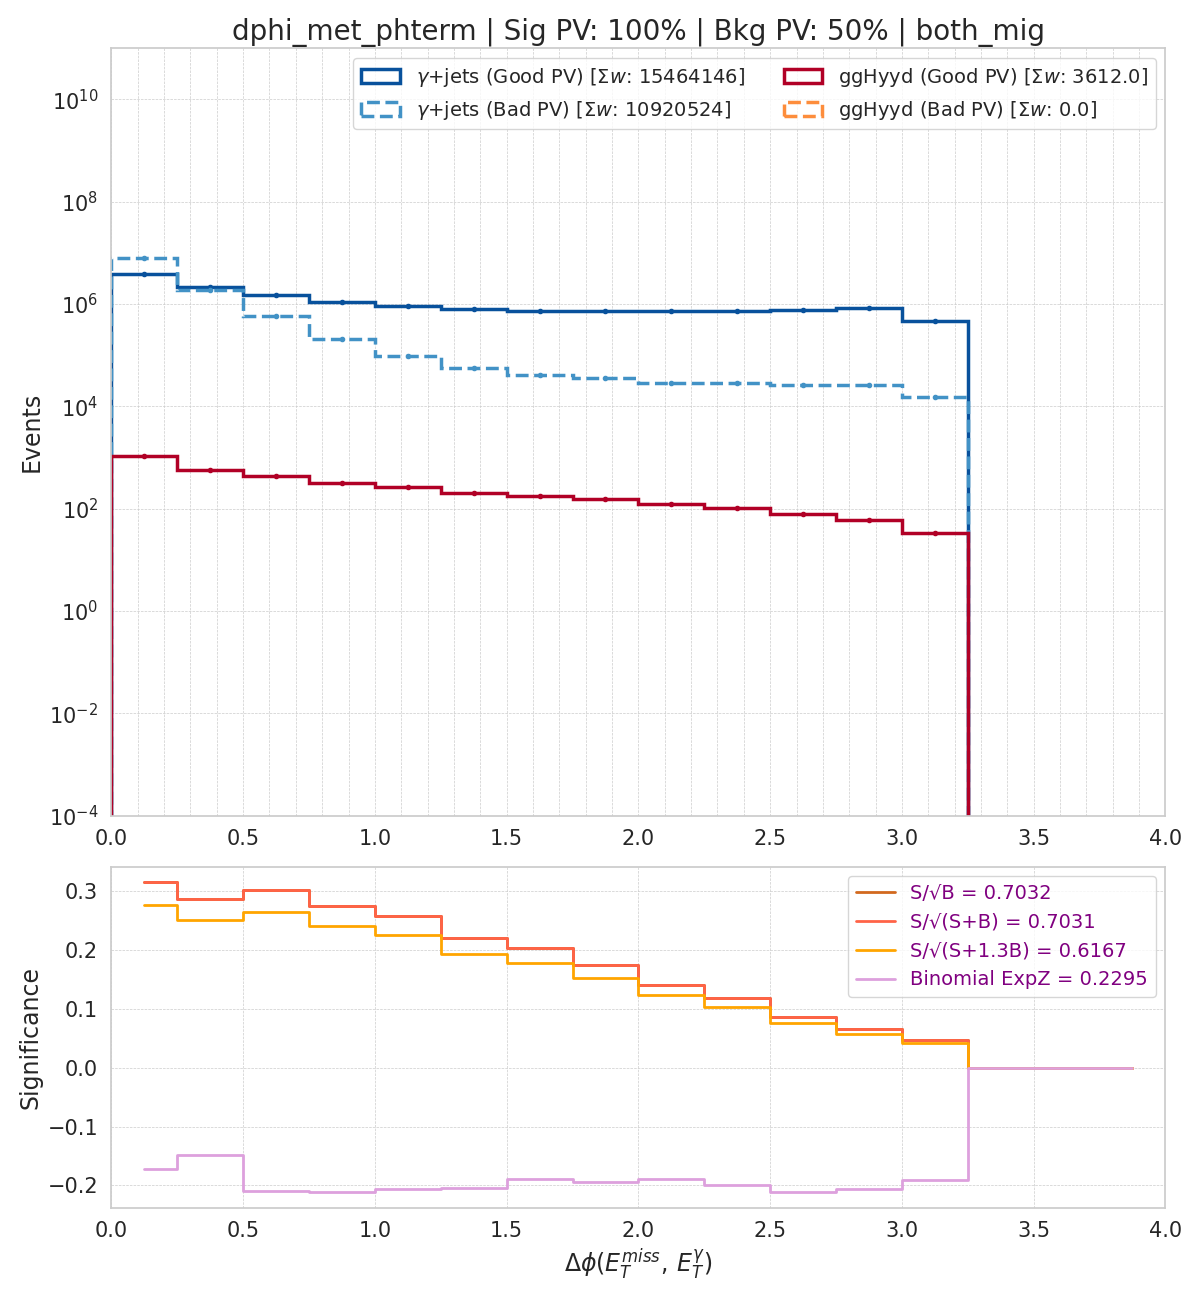 dphi_met_phterm | Sig PV: 100% | Bkg PV: 50% | both_mig
γ+jets (Good PV) [Σw: 15464146]
γ+jets (Bad PV) [Σw: 10920524]
ggHyyd (Good PV) [Σw: 3612.0]
ggHyyd (Bad PV) [Σw: 0.0]
Events
10^10
10^8
10^6
10^4
10^2
10^0
10^−2
10^−4
0.0 0.5 1.0 1.5 2.0 2.5 3.0 3.5 4.0
Significance
0.3
0.2
0.1
0.0
−0.1
−0.2
S/√B = 0.7032
S/√(S+B) = 0.7031
S/√(S+1.3B) = 0.6167
Binomial ExpZ = 0.2295
0.0 0.5 1.0 1.5 2.0 2.5 3.0 3.5 4.0
Δϕ(E_T^miss, E_T^γ)